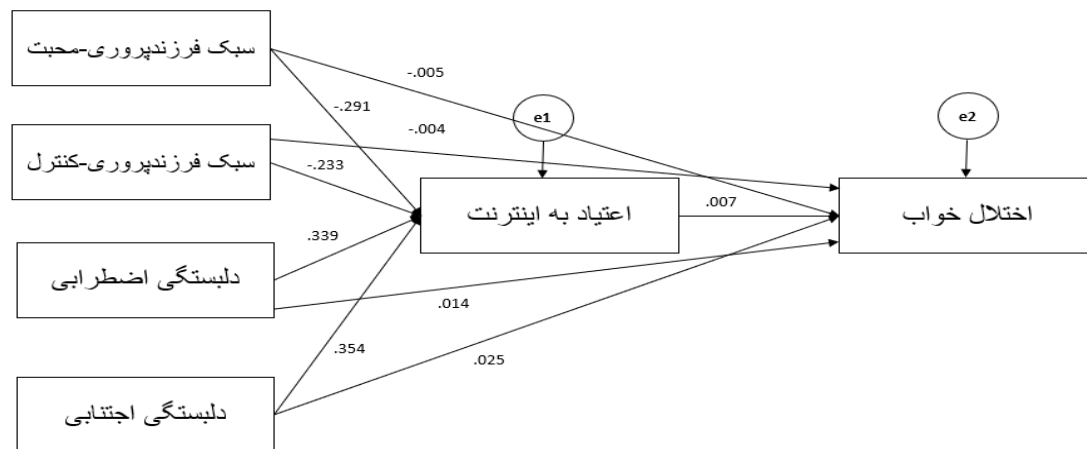 سبک فرزندپروری-محبت
-.005
-.291
e1
e2
-.004
سبک فرزندپروری-کنترل
-.233
اعتیاد به اینترنت
.007
اختلال خواب
.339
دلبستگی اضطرابی
.014
.354
.025
دلبستگی اجتنابی